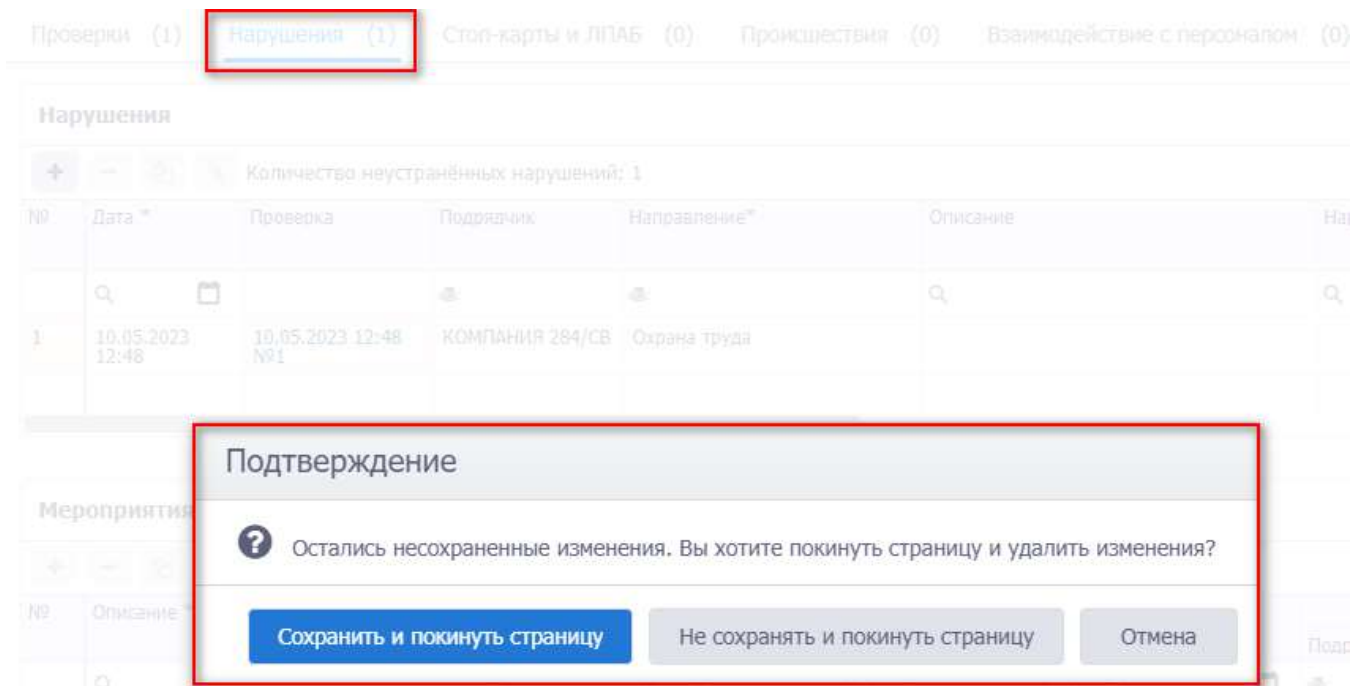 Проверки (1) Нарушения (1) Стоп-карты и ЛПАБ (0) Происшествия (0) Взаимодействие с персоналом (0)
Нарушения
Количество неустранённых нарушений: 1
№ Дата * Проверка Подрядчик Направление* Описание
1 10.05.2023 10.05.2023 12:48 КОМПАНИЯ 284/СВ Охрана труда
12:48 №1
Подтверждение
Мероприятия
Остались несохраненные изменения. Вы хотите покинуть страницу и удалить изменения?
№ Описание *
Сохранить и покинуть страницу Не сохранять и покинуть страницу Отмена